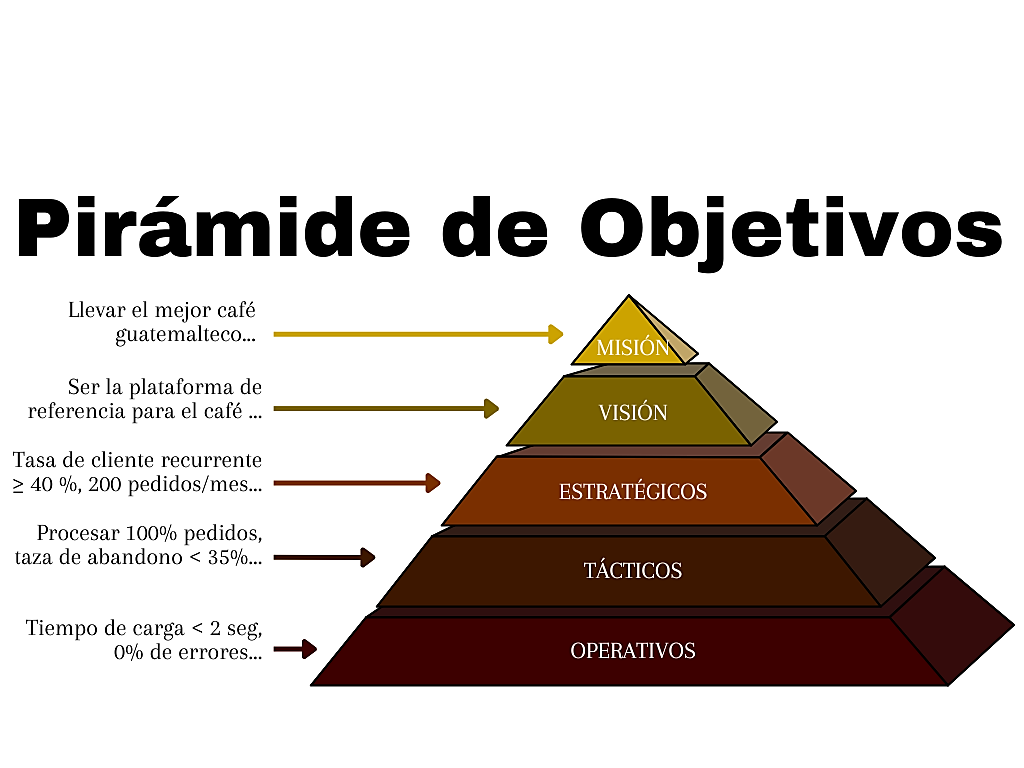 Pirámide de Objetivos
Llevar el mejor café
guatemalteco...
MISIÓN
Ser la plataforma de
referencia para el café ...
VISIÓN
Tasa de cliente recurrente
≥ 40 %, 200 pedidos/mes...
ESTRATÉGICOS
Procesar 100% pedidos,
taza de abandono < 35%...
TÁCTICOS
Tiempo de carga < 2 seg,
0% de errores...
OPERATIVOS